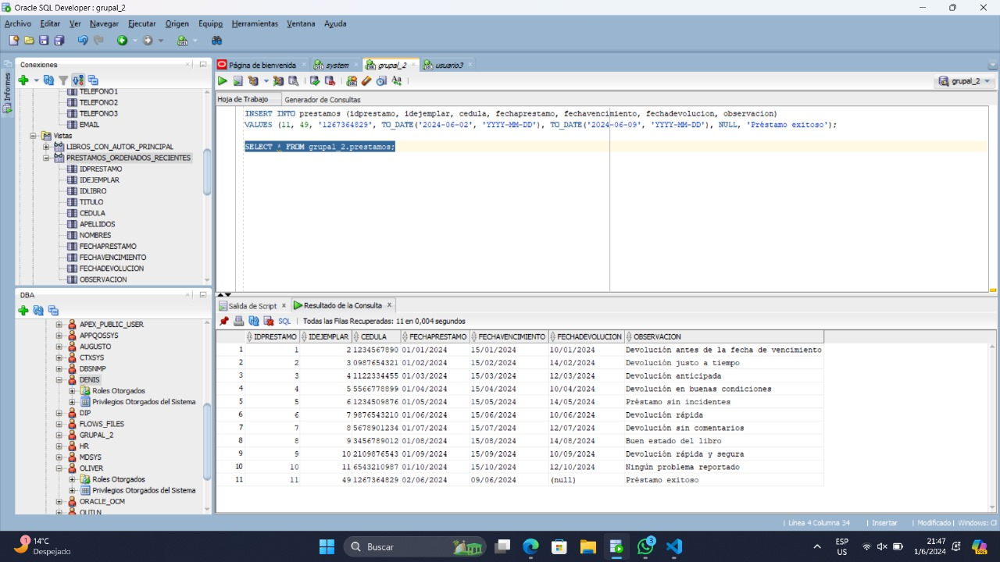 Oracle SQL Developer : grupal_2
Archivo Editar Ver Navegar Ejecutar Origen Equipo Herramientas Ventana Ayuda
Informes
Conexiones
TELEFONO1
TELEFONO2
TELEFONO3
EMAIL
Vistas
LIBROS_CON_AUTOR_PRINCIPAL
PRESTAMOS_ORDENADOS_RECIENTES
IDPRESTAMO
IDEJEMPLAR
IDLIBRO
TITULO
CEDULA
APELLIDOS
NOMBRES
FECHAPRESTAMO
FECHAVENCIMIENTO
FECHADEVOLUCION
OBSERVACION
DBA
APEX_PUBLIC_USER
APPQOSSYS
AUGUSTO
CTXSYS
DBSNMP
DENIS
Roles Otorgados
Privilegios Otorgados del Sistema
DIP
FLOWS_FILES
GRUPAL_2
HR
MDSYS
OLIVER
Roles Otorgados
Privilegios Otorgados del Sistema
ORACLE_OCM
OUTLN
Página de bienvenida system grupal_2 usuario3
grupal_2
Hoja de Trabajo Generador de Consultas
INSERT INTO prestamos (idprestamo, idejemplar, cedula, fechaprestamo, fechavencimiento, fechadevolucion, observacion)
VALUES (11, 49, '1267364829', TO_DATE('2024-06-02', 'YYYY-MM-DD'), TO_DATE('2024-06-09', 'YYYY-MM-DD'), NULL, 'Préstamo exitoso');
SELECT * FROM grupal_2.prestamos;
Salida de Script Resultado de la Consulta
SQL Todas las Filas Recuperadas: 11 en 0,004 segundos
IDPRESTAMO IDEJEMPLAR CEDULA FECHAPRESTAMO FECHAVENCIMIENTO FECHADEVOLUCION OBSERVACION
1 1 2 1234567890 01/01/2024 15/01/2024 10/01/2024 Devolución antes de la fecha de vencimiento
2 2 3 0987654321 01/02/2024 15/02/2024 14/02/2024 Devolución justo a tiempo
3 3 4 1122334455 01/03/2024 15/03/2024 12/03/2024 Devolución anticipada
4 4 5 5566778899 01/04/2024 15/04/2024 10/04/2024 Devolución en buenas condiciones
5 5 6 1234509876 01/05/2024 15/05/2024 14/05/2024 Préstamo sin incidentes
6 6 7 9876543210 01/06/2024 15/06/2024 10/06/2024 Devolución rápida
7 7 8 5678901234 01/07/2024 15/07/2024 12/07/2024 Devolución sin comentarios
8 8 9 3456789012 01/08/2024 15/08/2024 14/08/2024 Buen estado del libro
9 9 10 2109876543 01/09/2024 15/09/2024 10/09/2024 Devolución rápida y segura
10 10 11 6543210987 01/10/2024 15/10/2024 12/10/2024 Ningún problema reportado
11 11 49 1267364829 02/06/2024 09/06/2024 (null) Préstamo exitoso
Línea 4 Columna 34 | Insertar | Modificado | Windows: Cl
1 14°C
Despejado
Buscar
3
ESP
US
21:47
1/6/2024
PRE